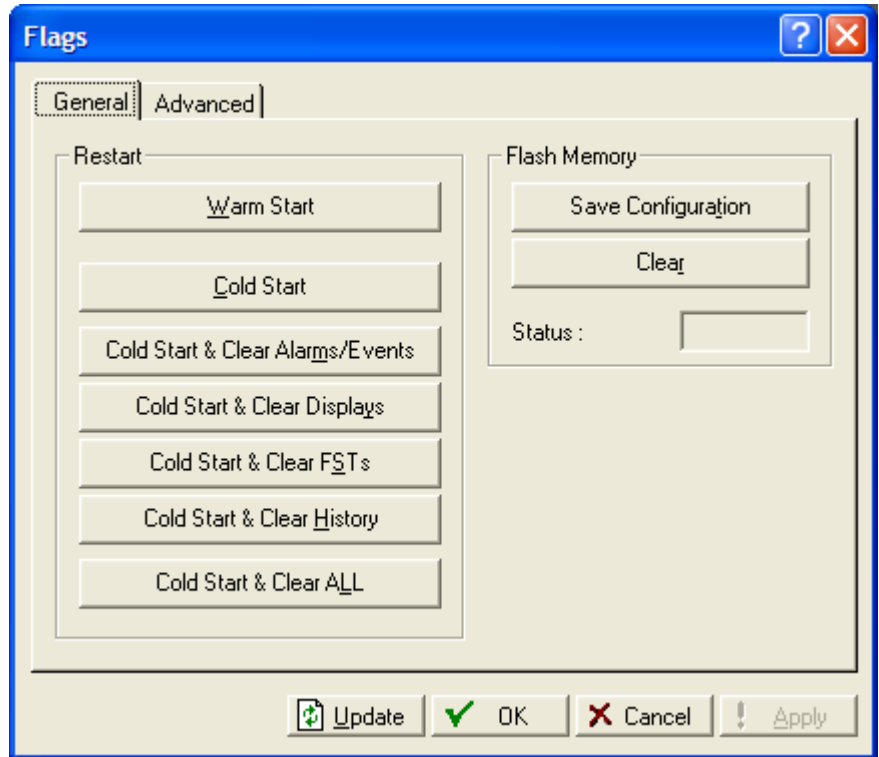 Flags
General Advanced
Restart
Warm Start
Cold Start
Cold Start & Clear Alarms/Events
Cold Start & Clear Displays
Cold Start & Clear FSTs
Cold Start & Clear History
Cold Start & Clear ALL
Flash Memory
Save Configuration
Clear
Status :
Update OK Cancel Apply